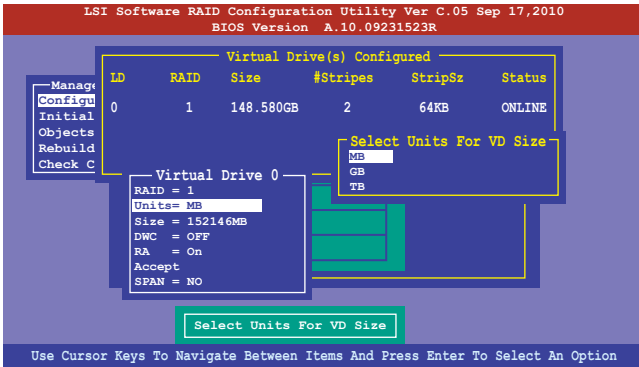 LSI Software RAID Configuration Utility Ver C.05 Sep 17,2010
BIOS Version A.10.09231523R
Virtual Drive(s) Configured
LD RAID Size #Stripes StripSz Status
0 1 148.580GB 2 64KB ONLINE
Manage
Configu
Initial
Objects
Rebuild
Check C
Select Units For VD Size
MB
GB
TB
Virtual Drive 0
RAID = 1
Units= MB
Size = 152146MB
DWC = OFF
RA = On
Accept
SPAN = NO
Select Units For VD Size
Use Cursor Keys To Navigate Between Items And Press Enter To Select An Option